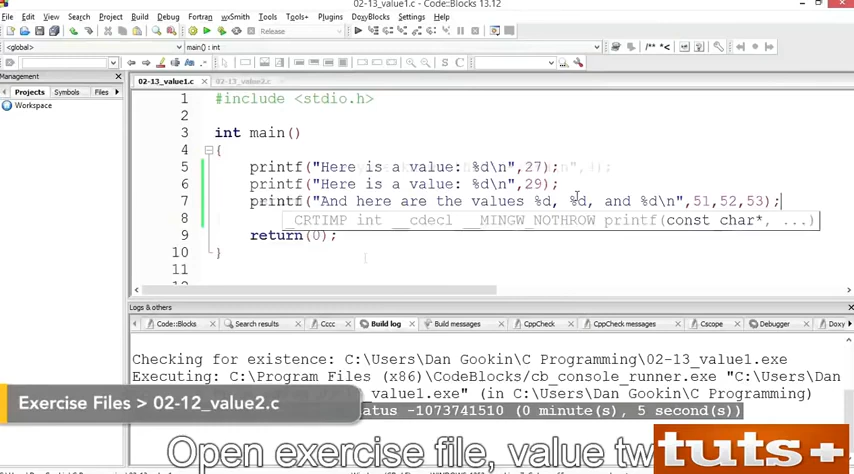 02-13_value1.c - Code::Blocks 13.12
File Edit View Search Project Build Debug Fortran wxSmith Tools Tools+ Plugins DoxyBlocks Settings Help
Release
<global> main() : int
/** *<
S C
Management
02-13_value1.c 02-13_value2.c
Projects Symbols Files
Workspace
1 #include <stdio.h>
2
3 int main()
4 {
5 printf("Here is a value: %d\n",27);
6 printf("Here is a value: %d\n",29);
7 printf("And here are the values %d, %d, and %d\n",51,52,53);
8 _CRTIMP int __cdecl __MINGW_NOTHROW printf(const char*, ...)
9 return(0);
10 }
11
12
Logs & others
Code::Blocks Search results Cccc Build log Build messages CppCheck CppCheck messages Cscope Debugger Doxy
Checking for existence: C:\Users\Dan Gookin\C Programming\02-13_value1.exe
Executing: "C:\Program Files (x86)\CodeBlocks/cb_console_runner.exe "C:\Users\Dan
value1.exe" (in C:\Users\Dan Gookin\C Programming)
status -1073741510 (0 minute(s), 5 second(s))
Exercise Files > 02-12_value2.c
Open exercise file, value tw
tuts+